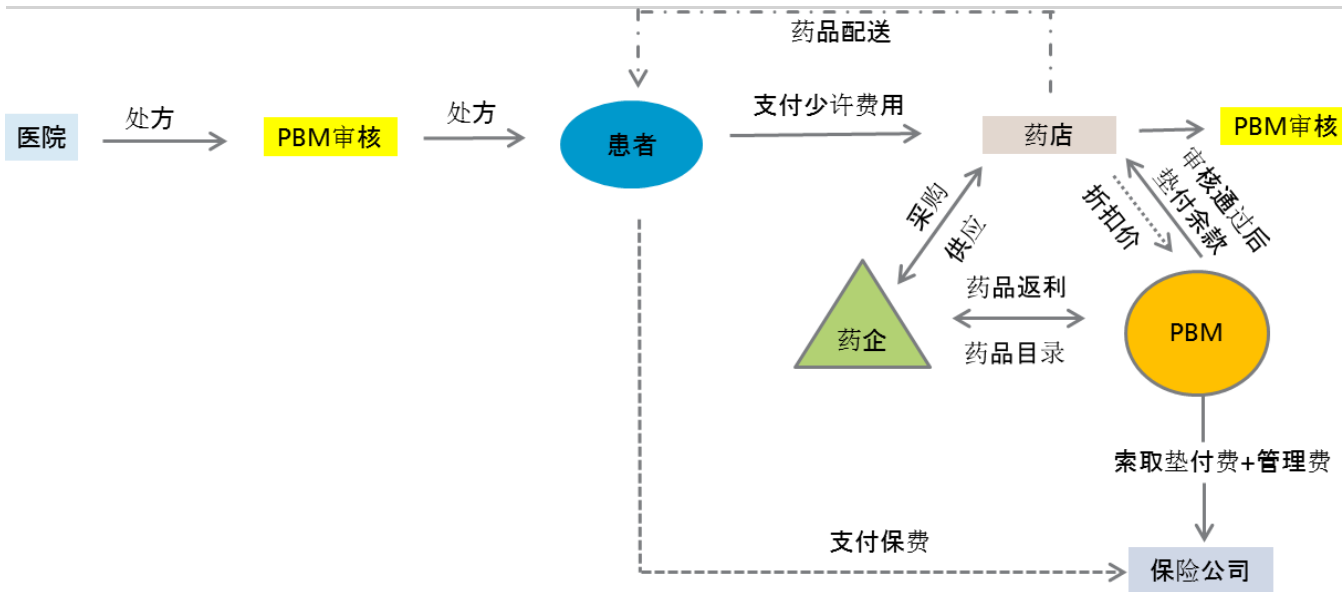 药品配送
处方
处方
支付少许费用
医院
PBM审核
患者
药店
PBM审核
采购
供应
折扣价
审核通过后
垫付余款
药品返利
药企
药品目录
PBM
索取垫付费+管理费
支付保费
保险公司